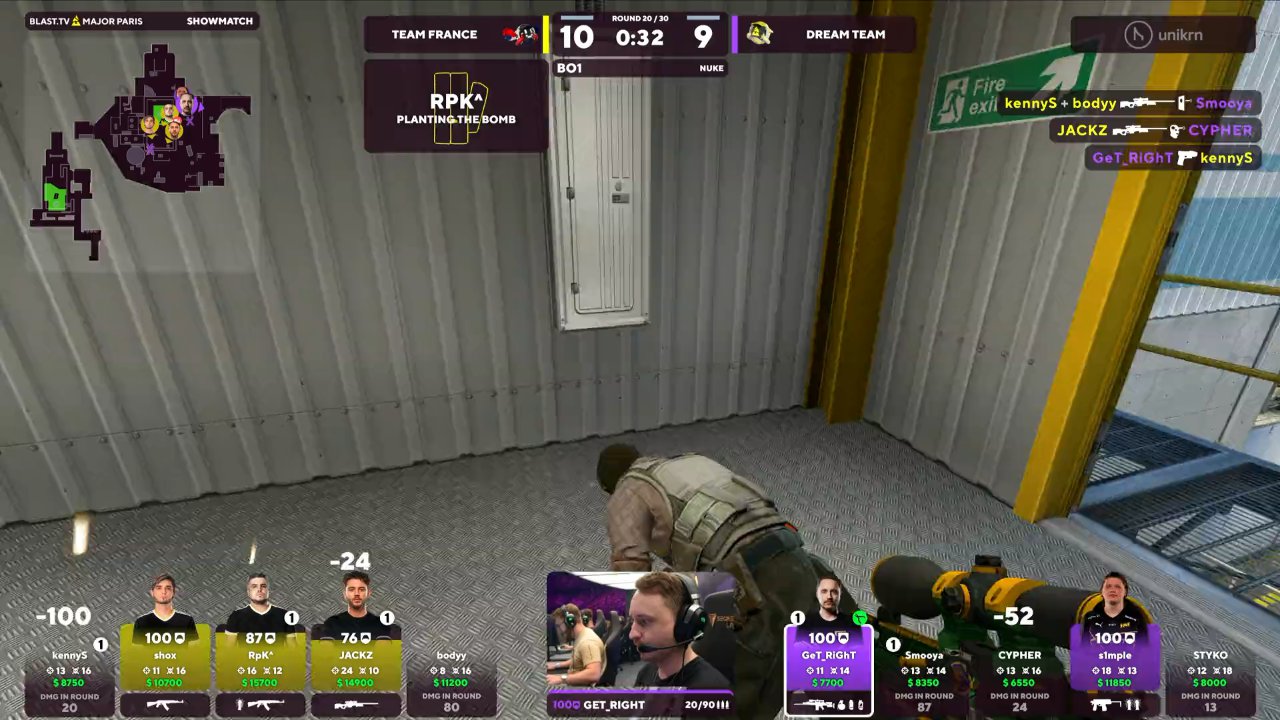 BLAST.TV MAJOR PARIS SHOWMATCH
TEAM FRANCE
10
ROUND 20 / 30
0:32
9
DREAM TEAM
unikrn
BO1
NUKE
RPK^
PLANTING THE BOMB
Fire
exit
kennyS + bodyy Smooya
JACKZ CYPHER
GeT_RiGhT kennyS
-100
-24
-52
1
kennyS
13 16
$ 8750
DMG IN ROUND
20
100
shox
11 16
$ 10700
1
87
RpK^
16 12
$ 15700
1
76
JACKZ
24 10
$ 14900
bodyy
8 16
$ 11200
DMG IN ROUND
80
100 GET_RIGHT 20/90
1
100
GeT_RiGhT
11 14
$ 7700
1
Smooya
13 14
$ 8350
DMG IN ROUND
87
CYPHER
13 16
$ 6550
DMG IN ROUND
24
100
s1mple
18 13
$ 11850
STYKO
12 18
$ 8000
DMG IN ROUND
13